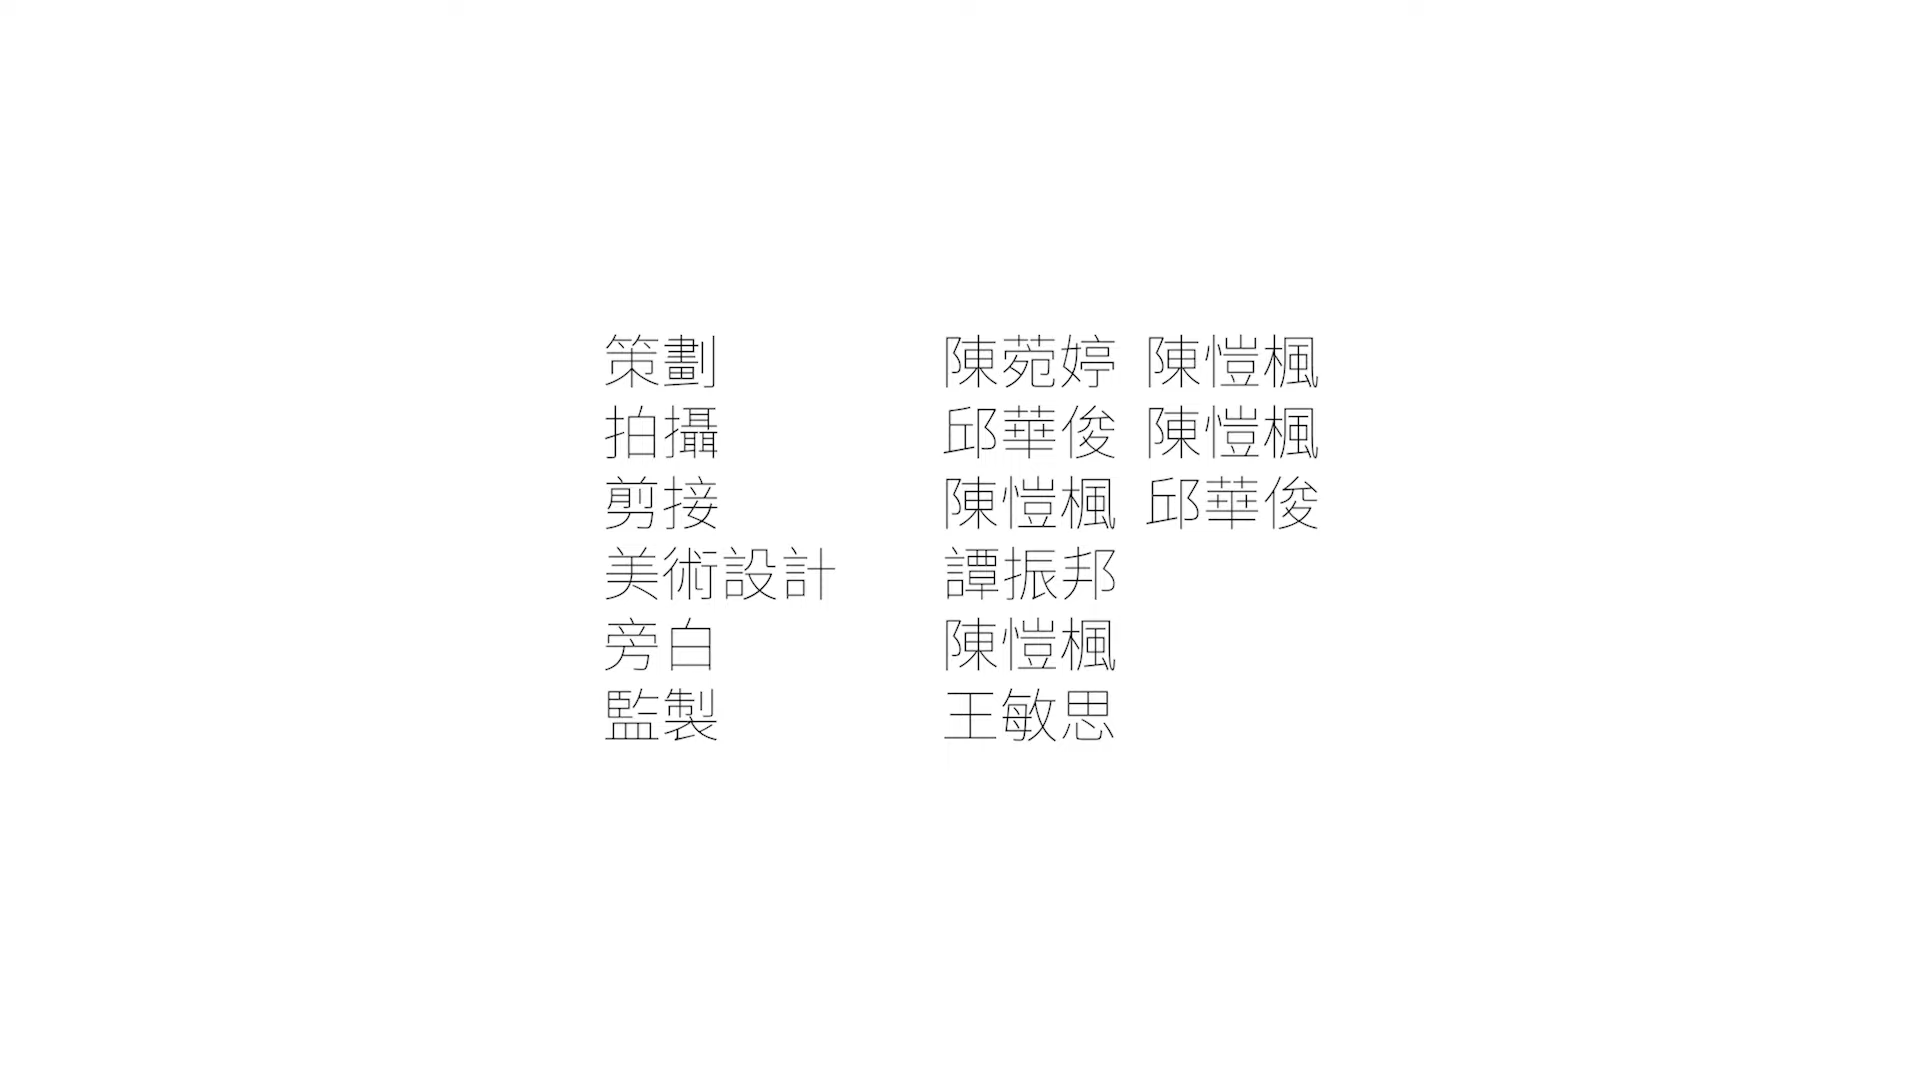 策劃 陳菀婷 陳愷楓
拍攝 邱華俊 陳愷楓
剪接 陳愷楓 邱華俊
美術設計 譚振邦
旁白 陳愷楓
監製 王敏思